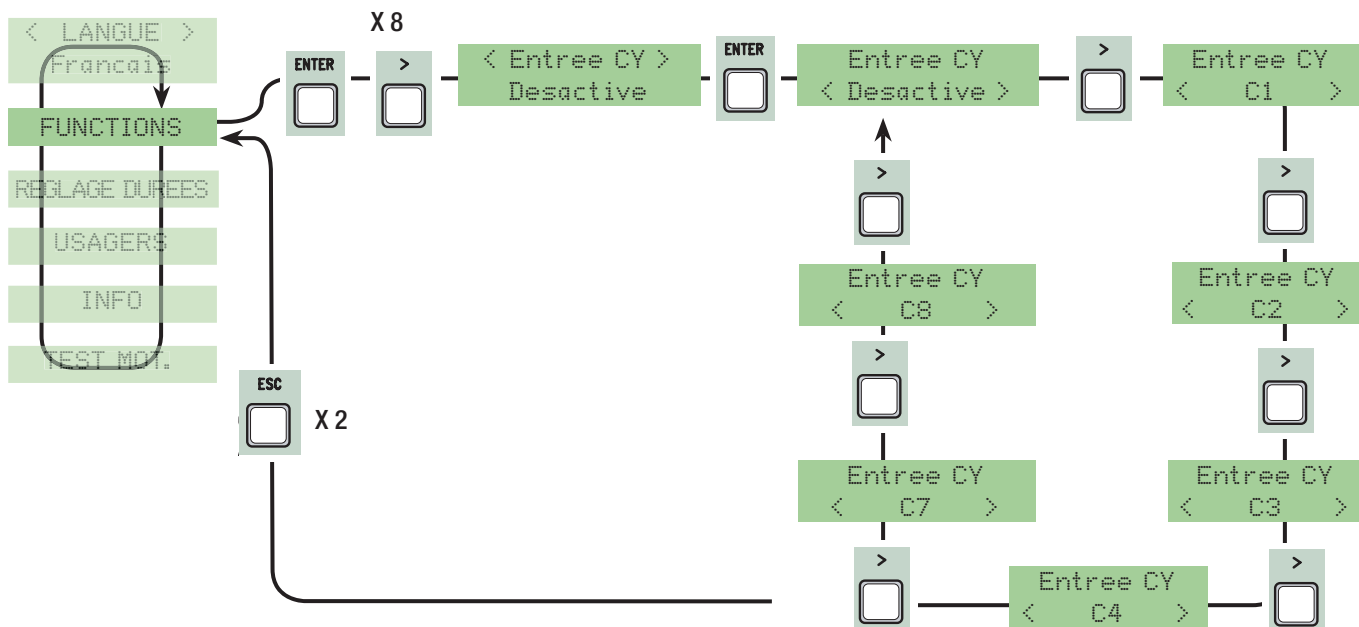 < LANGUE >
Francais
FUNCTIONS
REGLAGE DUREES
USAGERS
INFO
TEST MOT.
ENTER
X 8
>
< Entree CY >
Desactive
ENTER
Entree CY
< Desactive >
>
Entree CY
< C1 >
>
Entree CY
< C2 >
>
Entree CY
< C3 >
>
Entree CY
< C4 >
>
Entree CY
< C7 >
>
Entree CY
< C8 >
>
ESC
X 2